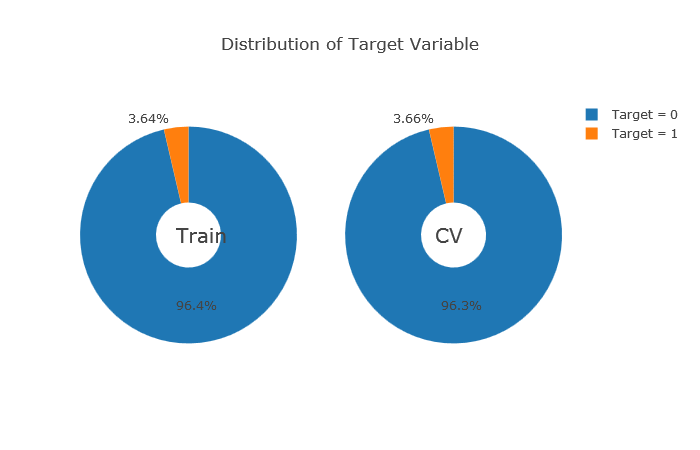 Distribution of Target Variable
3.64%
3.66%
Target = 0
Target = 1
Train
CV
96.4%
96.3%